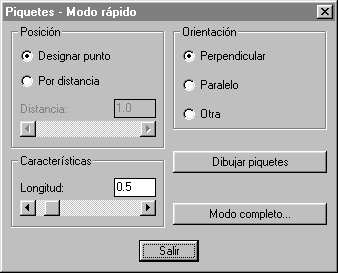 Piquetes - Modo rápido
Posición
Designar punto
Por distancia
Distancia: 1.0
Características
Longitud: 0.5
Orientación
Perpendicular
Paralelo
Otra
Dibujar piquetes
Modo completo...
Salir